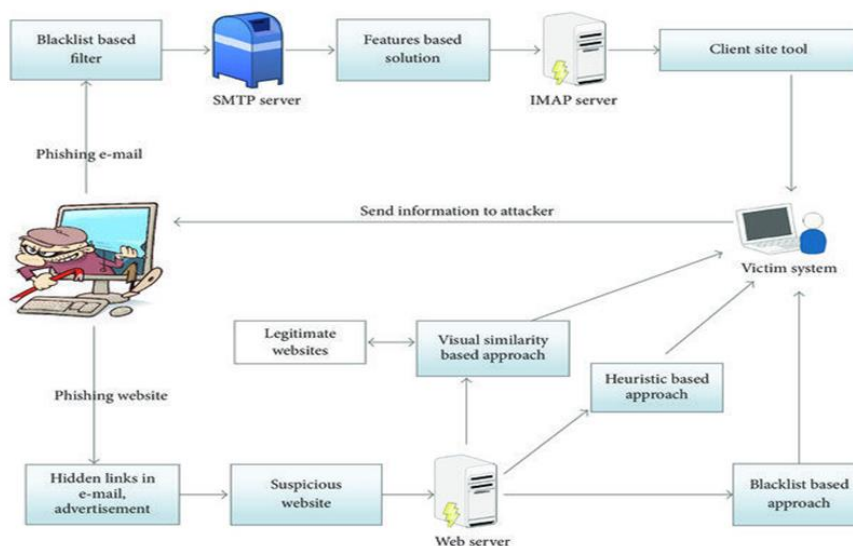 Blacklist based
filter
SMTP server
Features based
solution
IMAP server
Client site tool
Phishing e-mail
Send information to attacker
Victim system
Legitimate
websites
Visual similarity
based approach
Heuristic based
approach
Phishing website
Hidden links in
e-mail,
advertisement
Suspicious
website
Web server
Blacklist based
approach